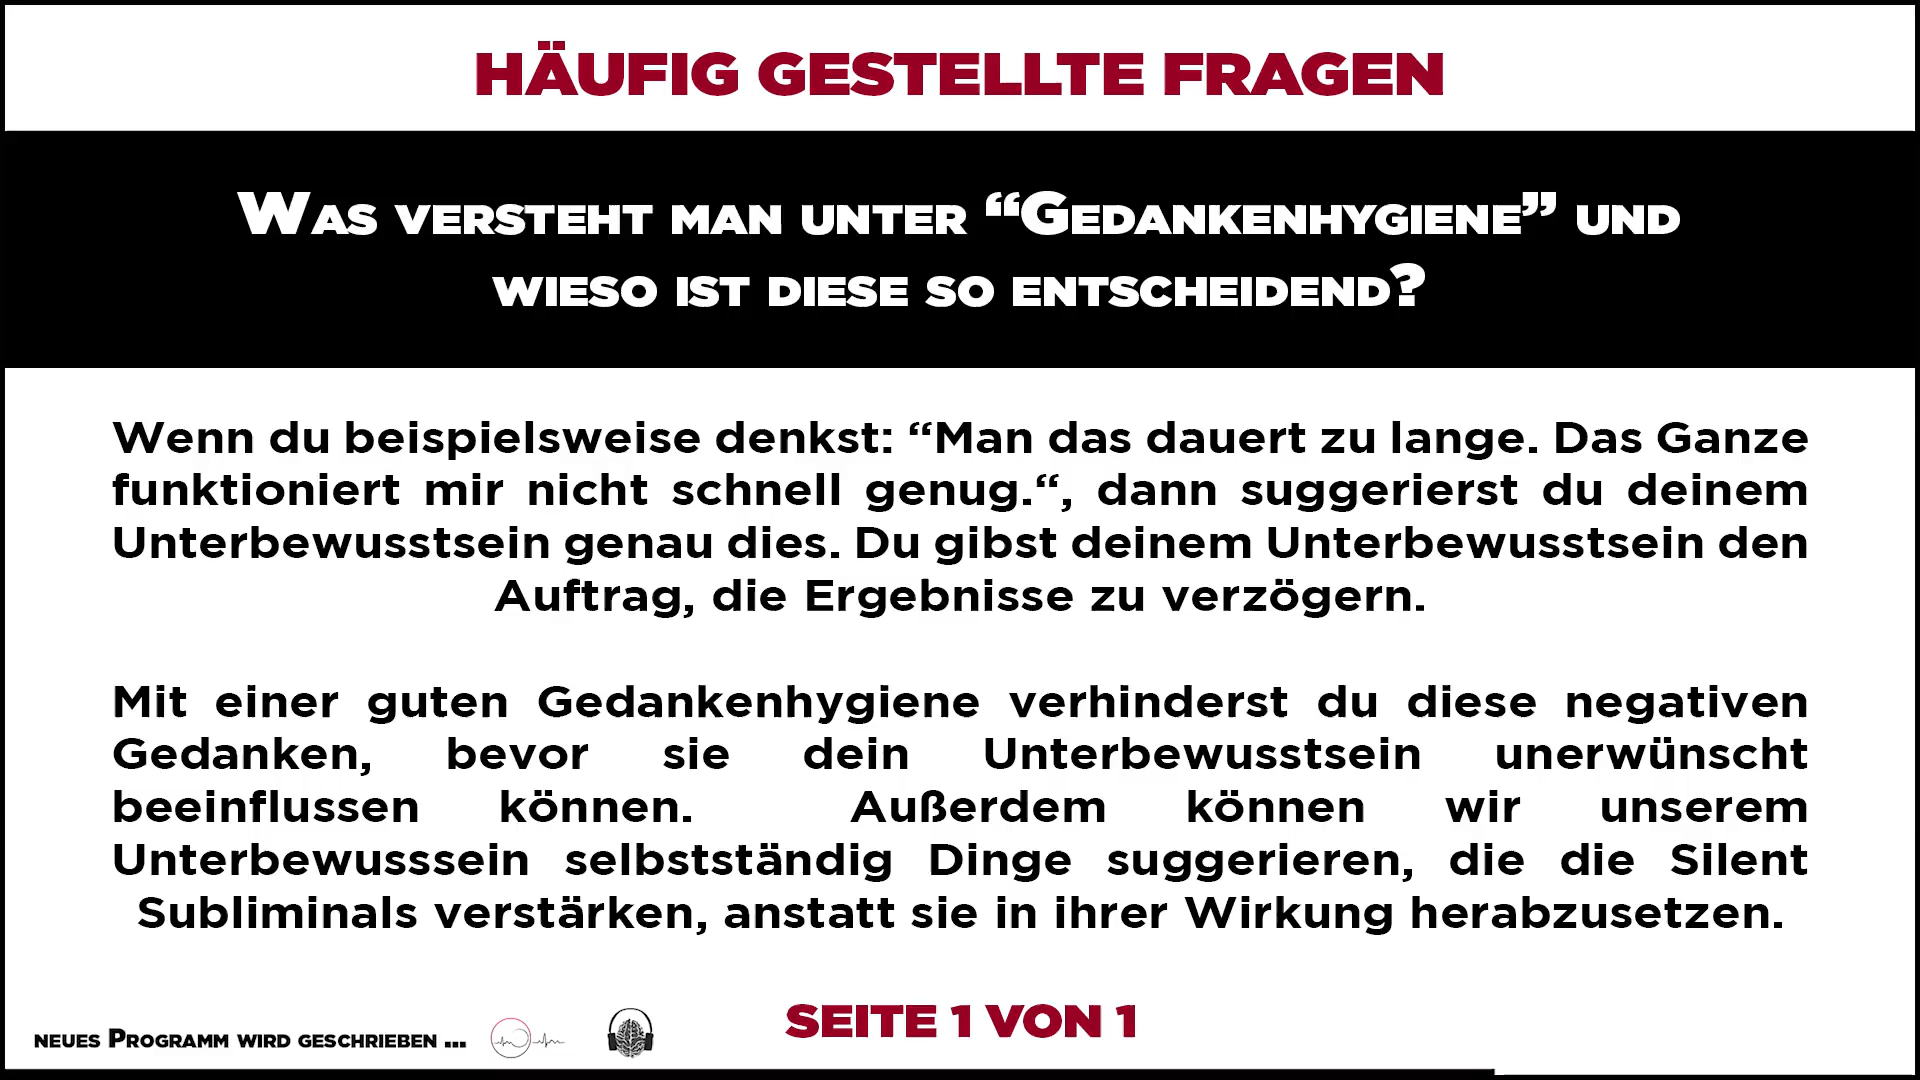 HÄUFIG GESTELLTE FRAGEN
WAS VERSTEHT MAN UNTER “GEDANKENHYGIENE” UND
WIESO IST DIESE SO ENTSCHEIDEND?
Wenn du beispielsweise denkst: “Man das dauert zu lange. Das Ganze
funktioniert mir nicht schnell genug.“, dann suggerierst du deinem
Unterbewusstsein genau dies. Du gibst deinem Unterbewusstsein den
Auftrag, die Ergebnisse zu verzögern.
Mit einer guten Gedankenhygiene verhinderst du diese negativen
Gedanken, bevor sie dein Unterbewusstsein unerwünscht
beeinflussen können. Außerdem können wir unserem
Unterbewusssein selbstständig Dinge suggerieren, die die Silent
Subliminals verstärken, anstatt sie in ihrer Wirkung herabzusetzen.
NEUES PROGRAMM WIRD GESCHRIEBEN ...
SEITE 1 VON 1